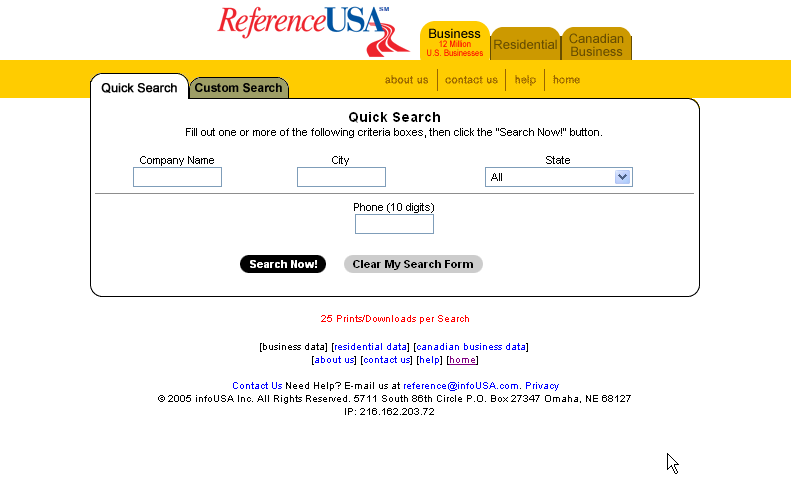 ReferenceUSA SM
Business
12 Million
U.S. Businesses
Residential
Canadian
Business
about us
contact us
help
home
Quick Search
Custom Search
Quick Search
Fill out one or more of the following criteria boxes, then click the "Search Now!" button.
Company Name
City
State
All
Phone (10 digits)
Search Now!
Clear My Search Form
25 Prints/Downloads per Search
[business data] [residential data] [canadian business data]
[about us] [contact us] [help] [home]
Contact Us Need Help? E-mail us at reference@infoUSA.com. Privacy
© 2005 infoUSA Inc. All Rights Reserved. 5711 South 86th Circle P.O. Box 27347 Omaha, NE 68127
IP: 216.162.203.72